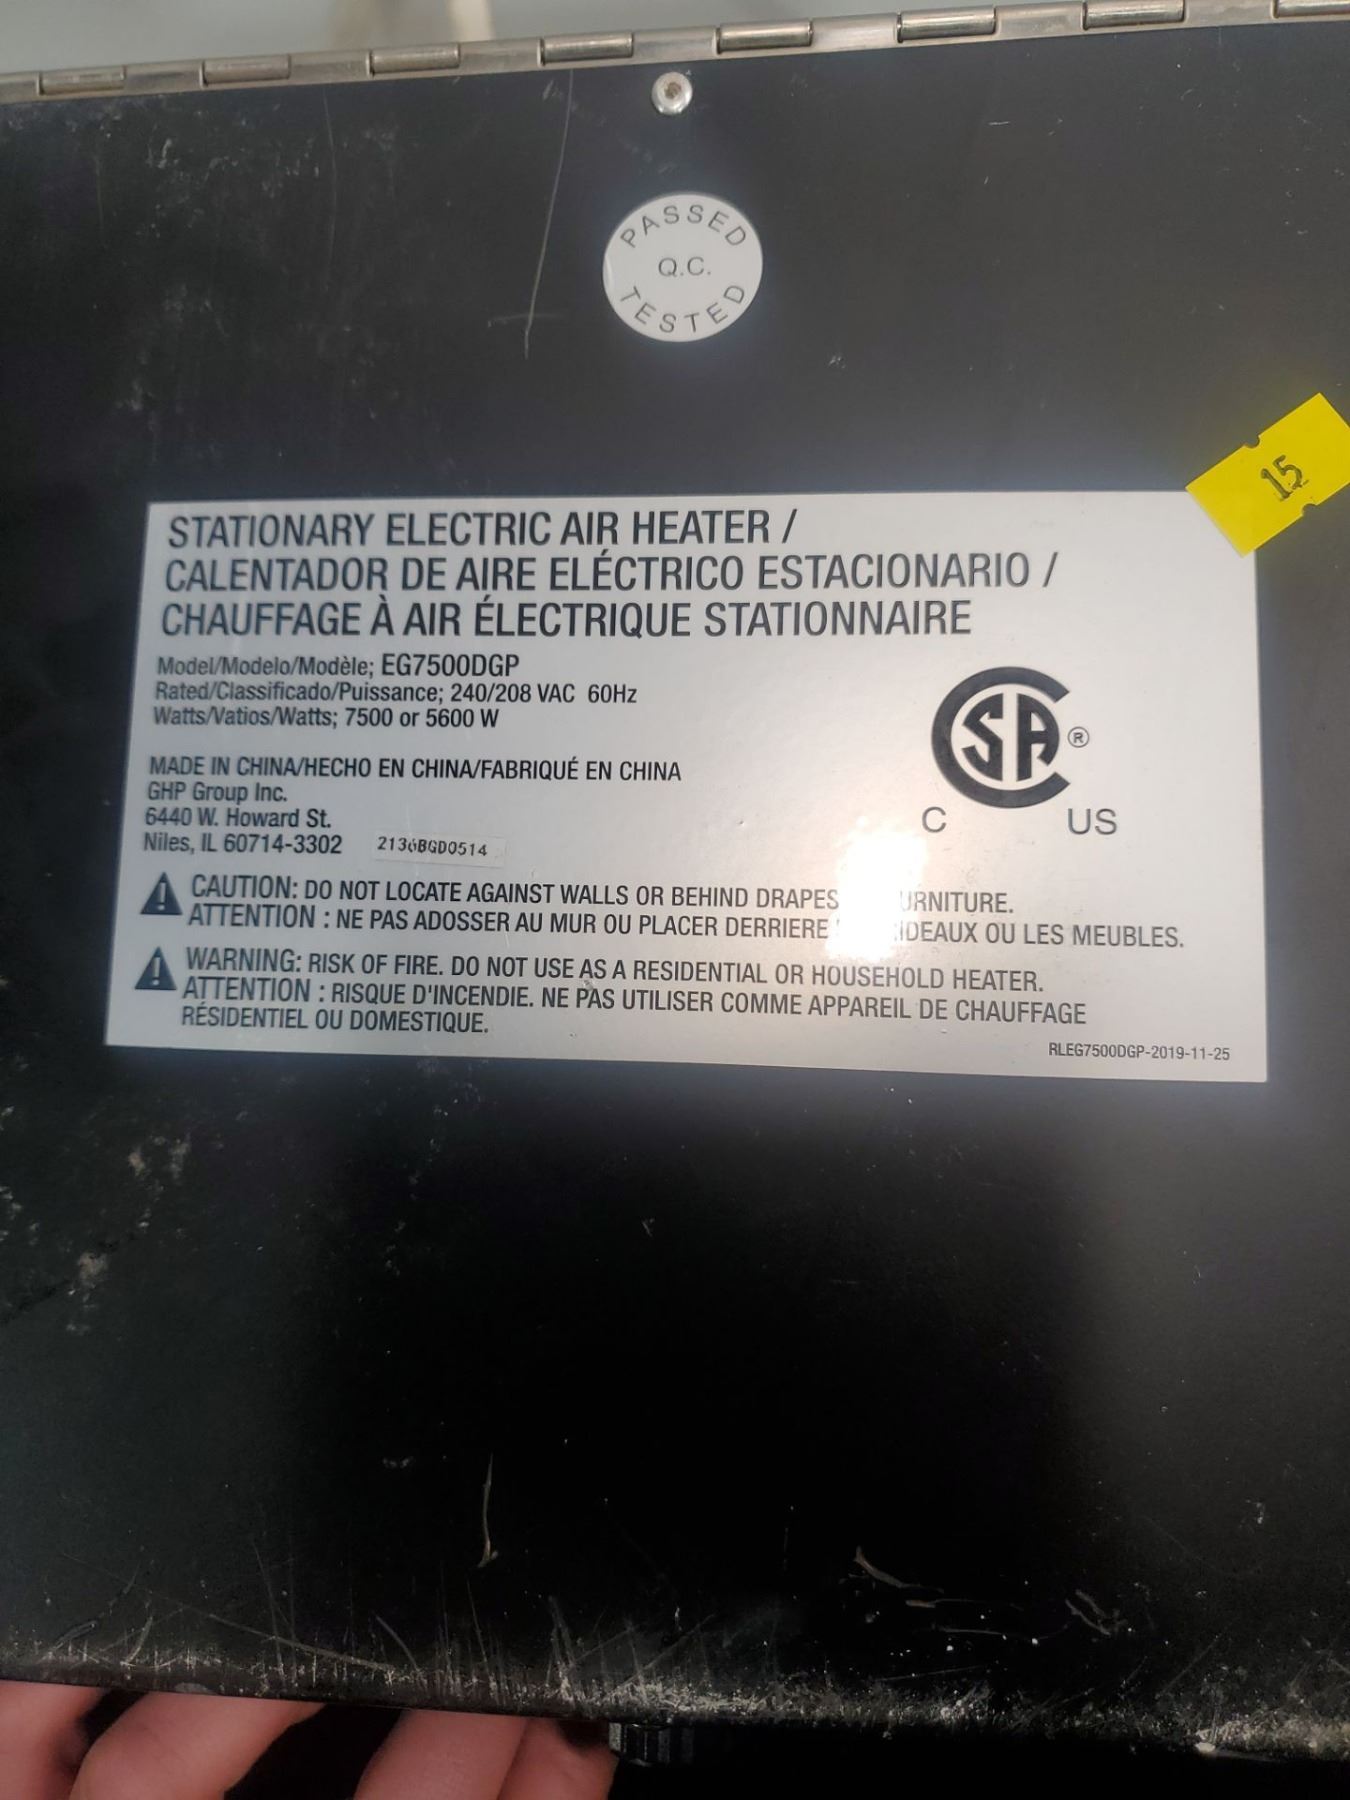 PASSED
Q.C.
TESTED
15
STATIONARY ELECTRIC AIR HEATER /
CALENTADOR DE AIRE ELÉCTRICO ESTACIONARIO /
CHAUFFAGE À AIR ÉLECTRIQUE STATIONNAIRE
Model/Modelo/Modèle; EG7500DGP
Rated/Classificado/Puissance; 240/208 VAC 60Hz
Watts/Vatios/Watts; 7500 or 5600 W
CSA®
C US
MADE IN CHINA/HECHO EN CHINA/FABRIQUÉ EN CHINA
GHP Group Inc.
6440 W. Howard St.
Niles, IL 60714-3302 2136BGD0514
CAUTION: DO NOT LOCATE AGAINST WALLS OR BEHIND DRAPES URNITURE.
ATTENTION : NE PAS ADOSSER AU MUR OU PLACER DERRIERE IDEAUX OU LES MEUBLES.
WARNING: RISK OF FIRE. DO NOT USE AS A RESIDENTIAL OR HOUSEHOLD HEATER.
ATTENTION : RISQUE D'INCENDIE. NE PAS UTILISER COMME APPAREIL DE CHAUFFAGE
RÉSIDENTIEL OU DOMESTIQUE.
RLEG7500DGP-2019-11-25